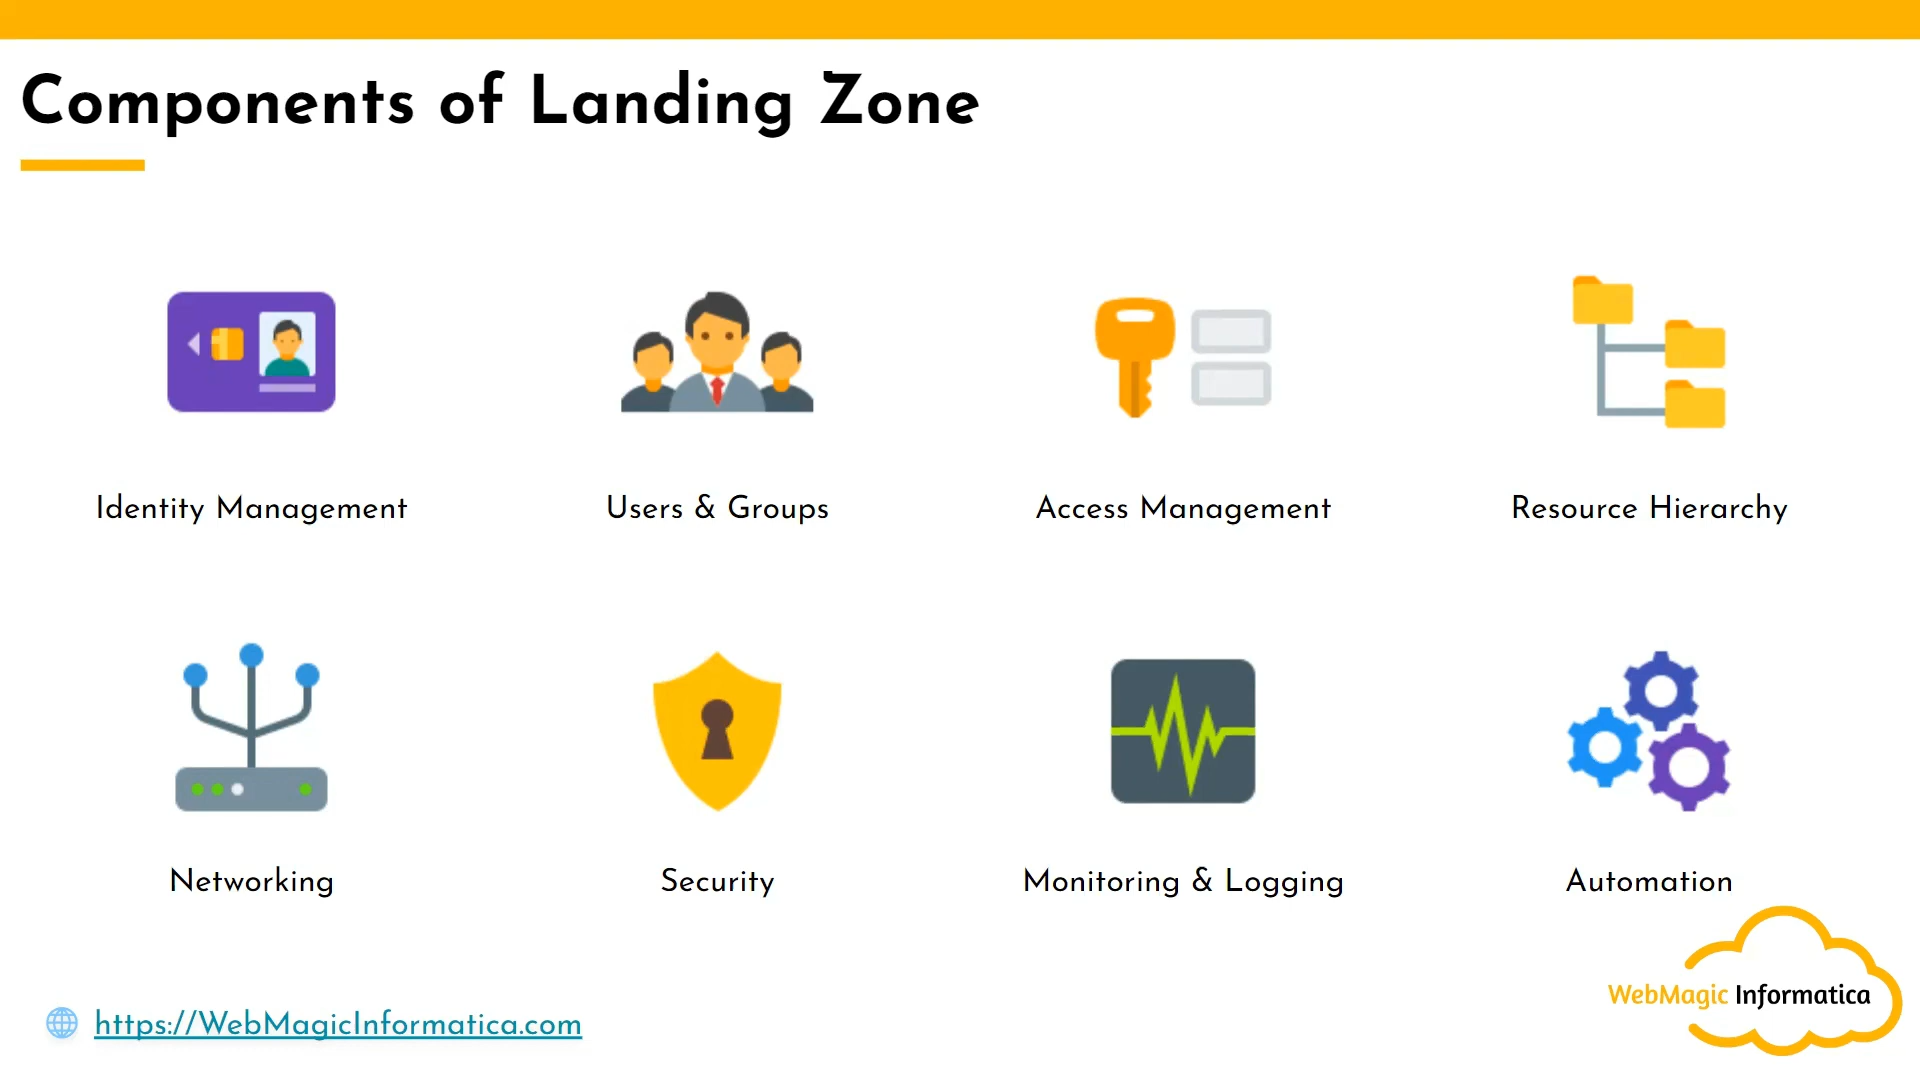 Components of Landing Zone
Identity Management
Users & Groups
Access Management
Resource Hierarchy
Networking
Security
Monitoring & Logging
Automation
WebMagic Informatica
https://WebMagicInformatica.com